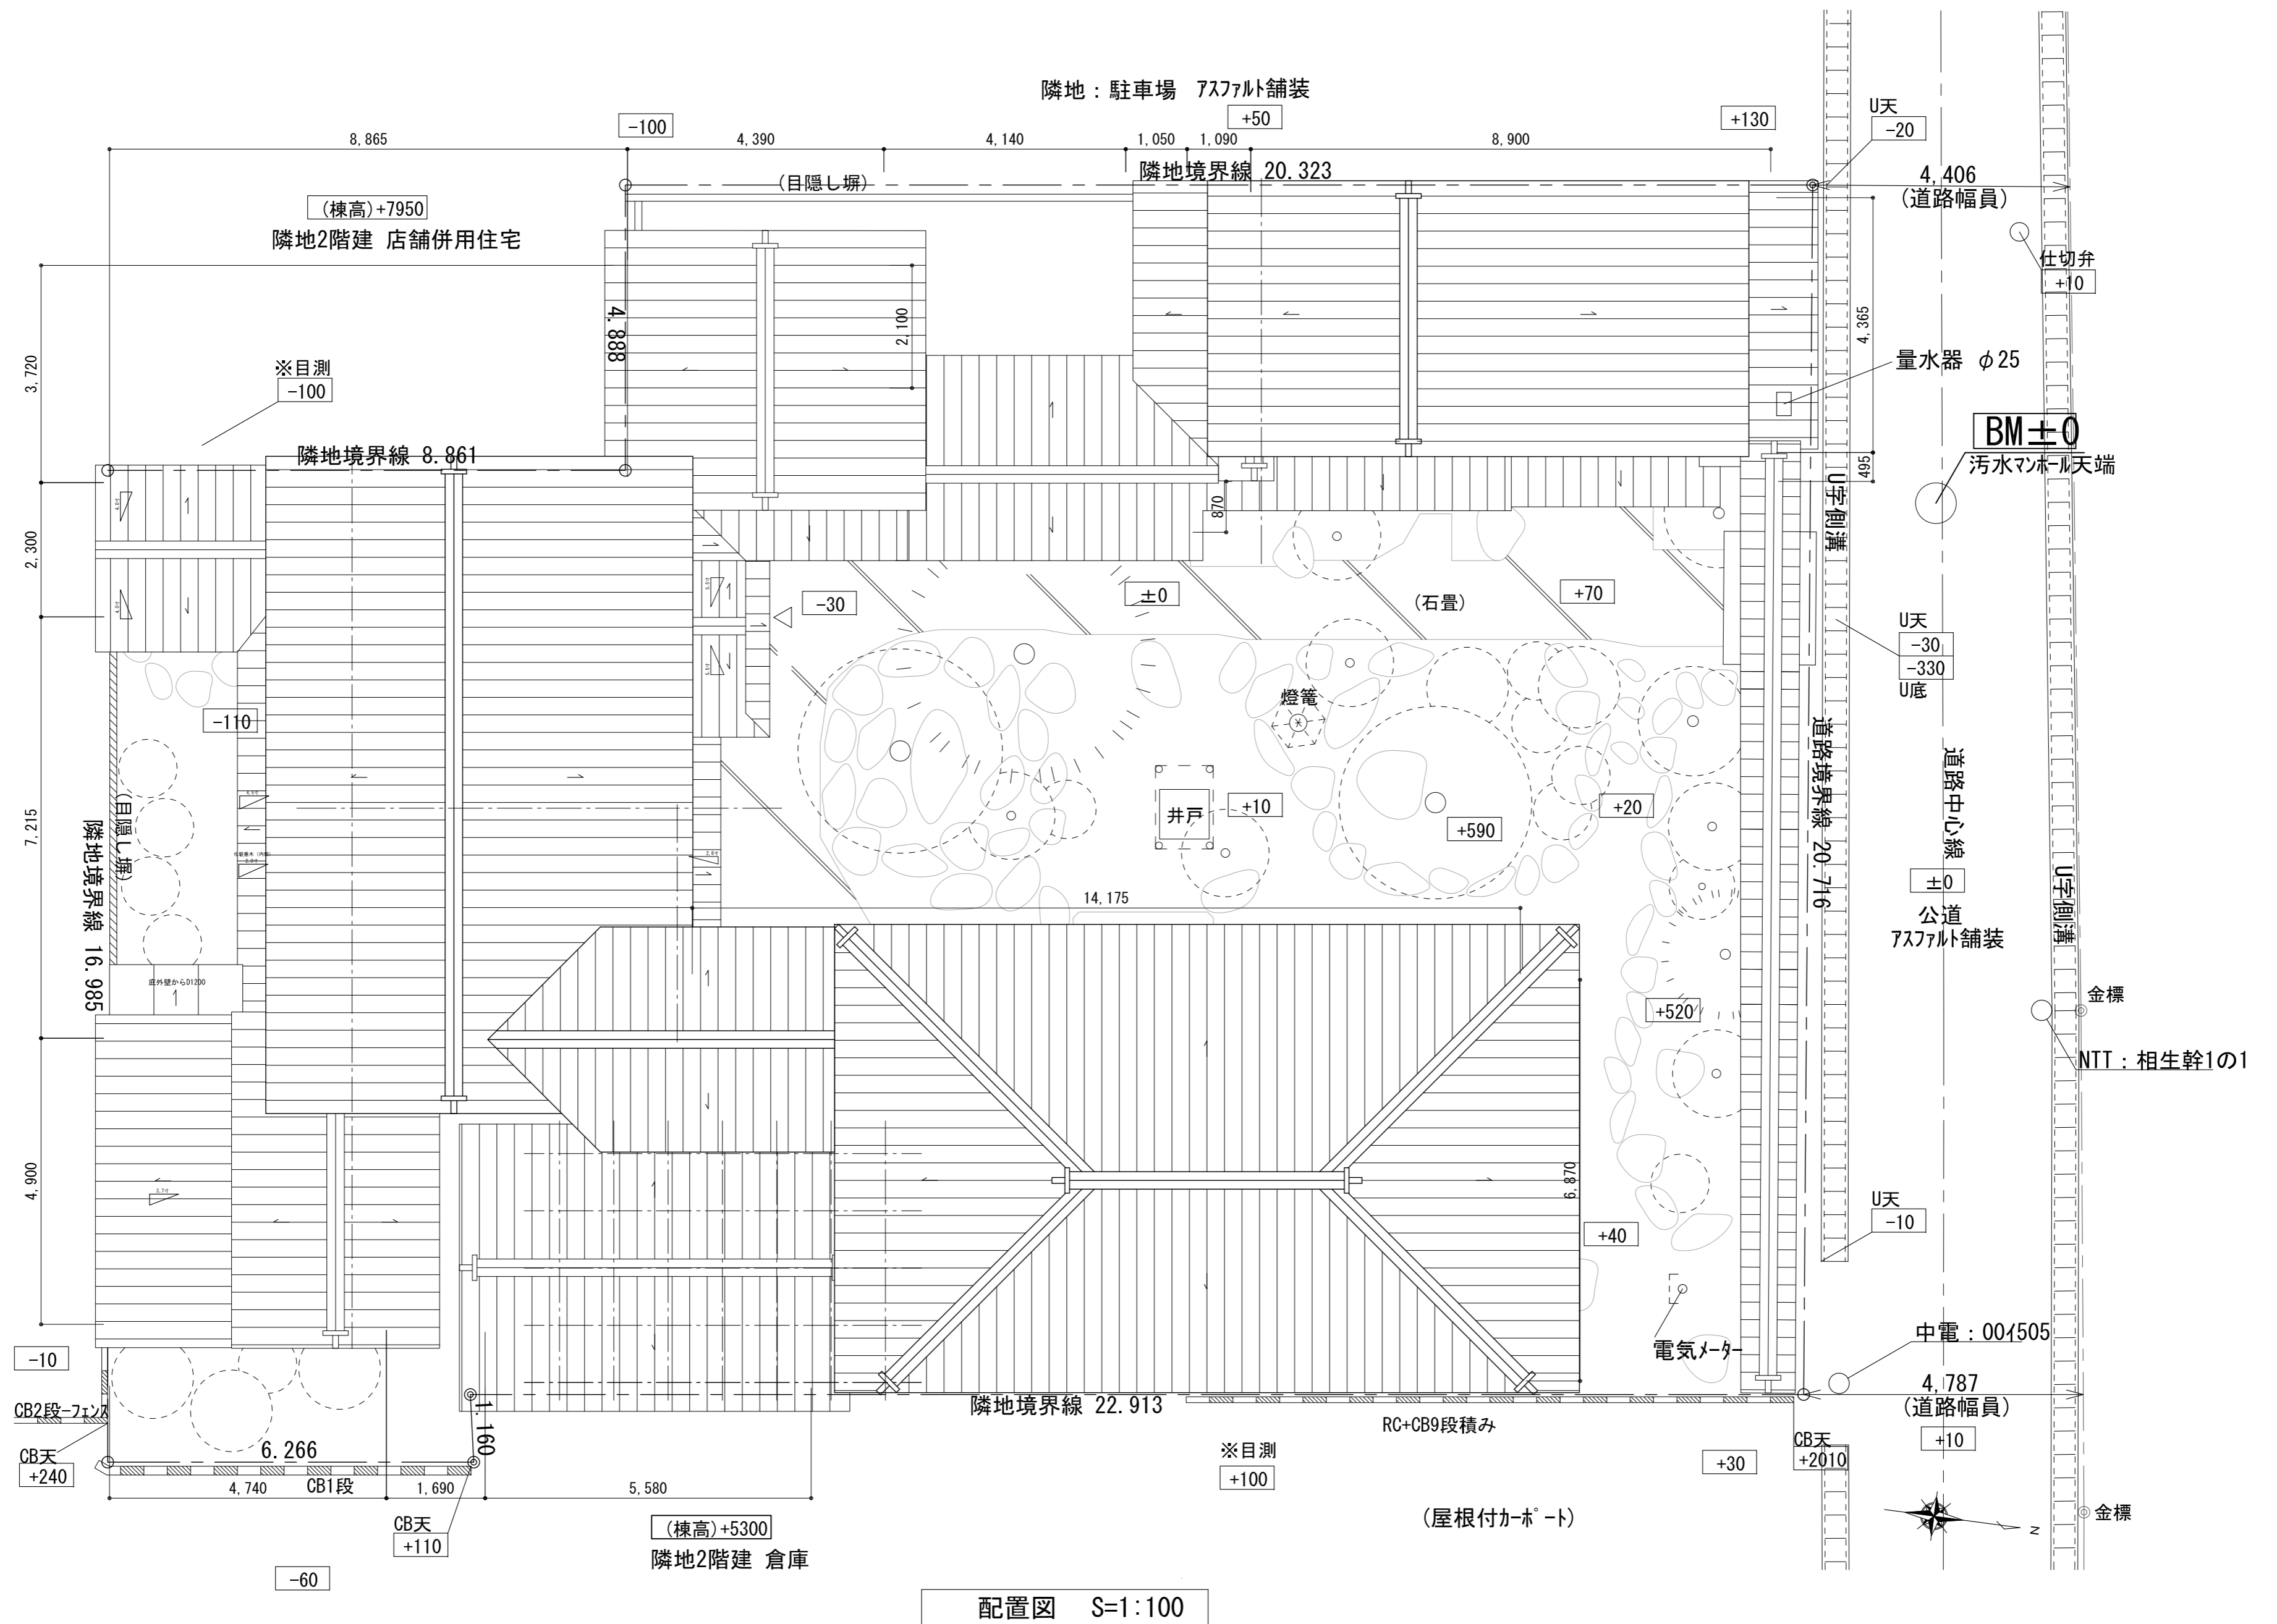 隣地：駐車場 ｱｽﾌｧﾙﾄ舗装
-100
+50
+130
U天
-20
8,865
4,390
4,140
1,050
1,090
8,900
隣地境界線 20.323
4,406
(道路幅員)
(目隠し塀)
(棟高)+7950
隣地2階建 店舗併用住宅
仕切弁
+10
4.888
2,100
4,365
3,720
※目測
-100
量水器 φ25
BM±0
汚水ﾏﾝﾎｰﾙ天端
隣地境界線 8.861
495
870
U字側溝
2,300
-30
±0
(石畳)
+70
U天
-30
-330
U底
-110
燈篭
道路境界線 20.716
道路中心線
7,215
(目隠し塀)
隣地境界線 16.985
井戸
+10
+590
+20
±0
公道
ｱｽﾌｧﾙﾄ舗装
U字側溝
14,175
庇外壁からD1200
+520
金標
NTT：相生幹1の1
4,900
6,870
+40
U天
-10
-10
電気ﾒｰﾀｰ
中電：00ｲ505
CB2段-ﾌｪﾝｽ
CB天
+240
6.266
1.160
隣地境界線 22.913
RC+CB9段積み
4,787
(道路幅員)
+10
CB天
+2010
+30
※目測
+100
4,740
CB1段
1,690
5,580
CB天
+110
(棟高)+5300
隣地2階建 倉庫
(屋根付ｶｰﾎﾟｰﾄ)
N
金標
-60
配置図 S=1:100